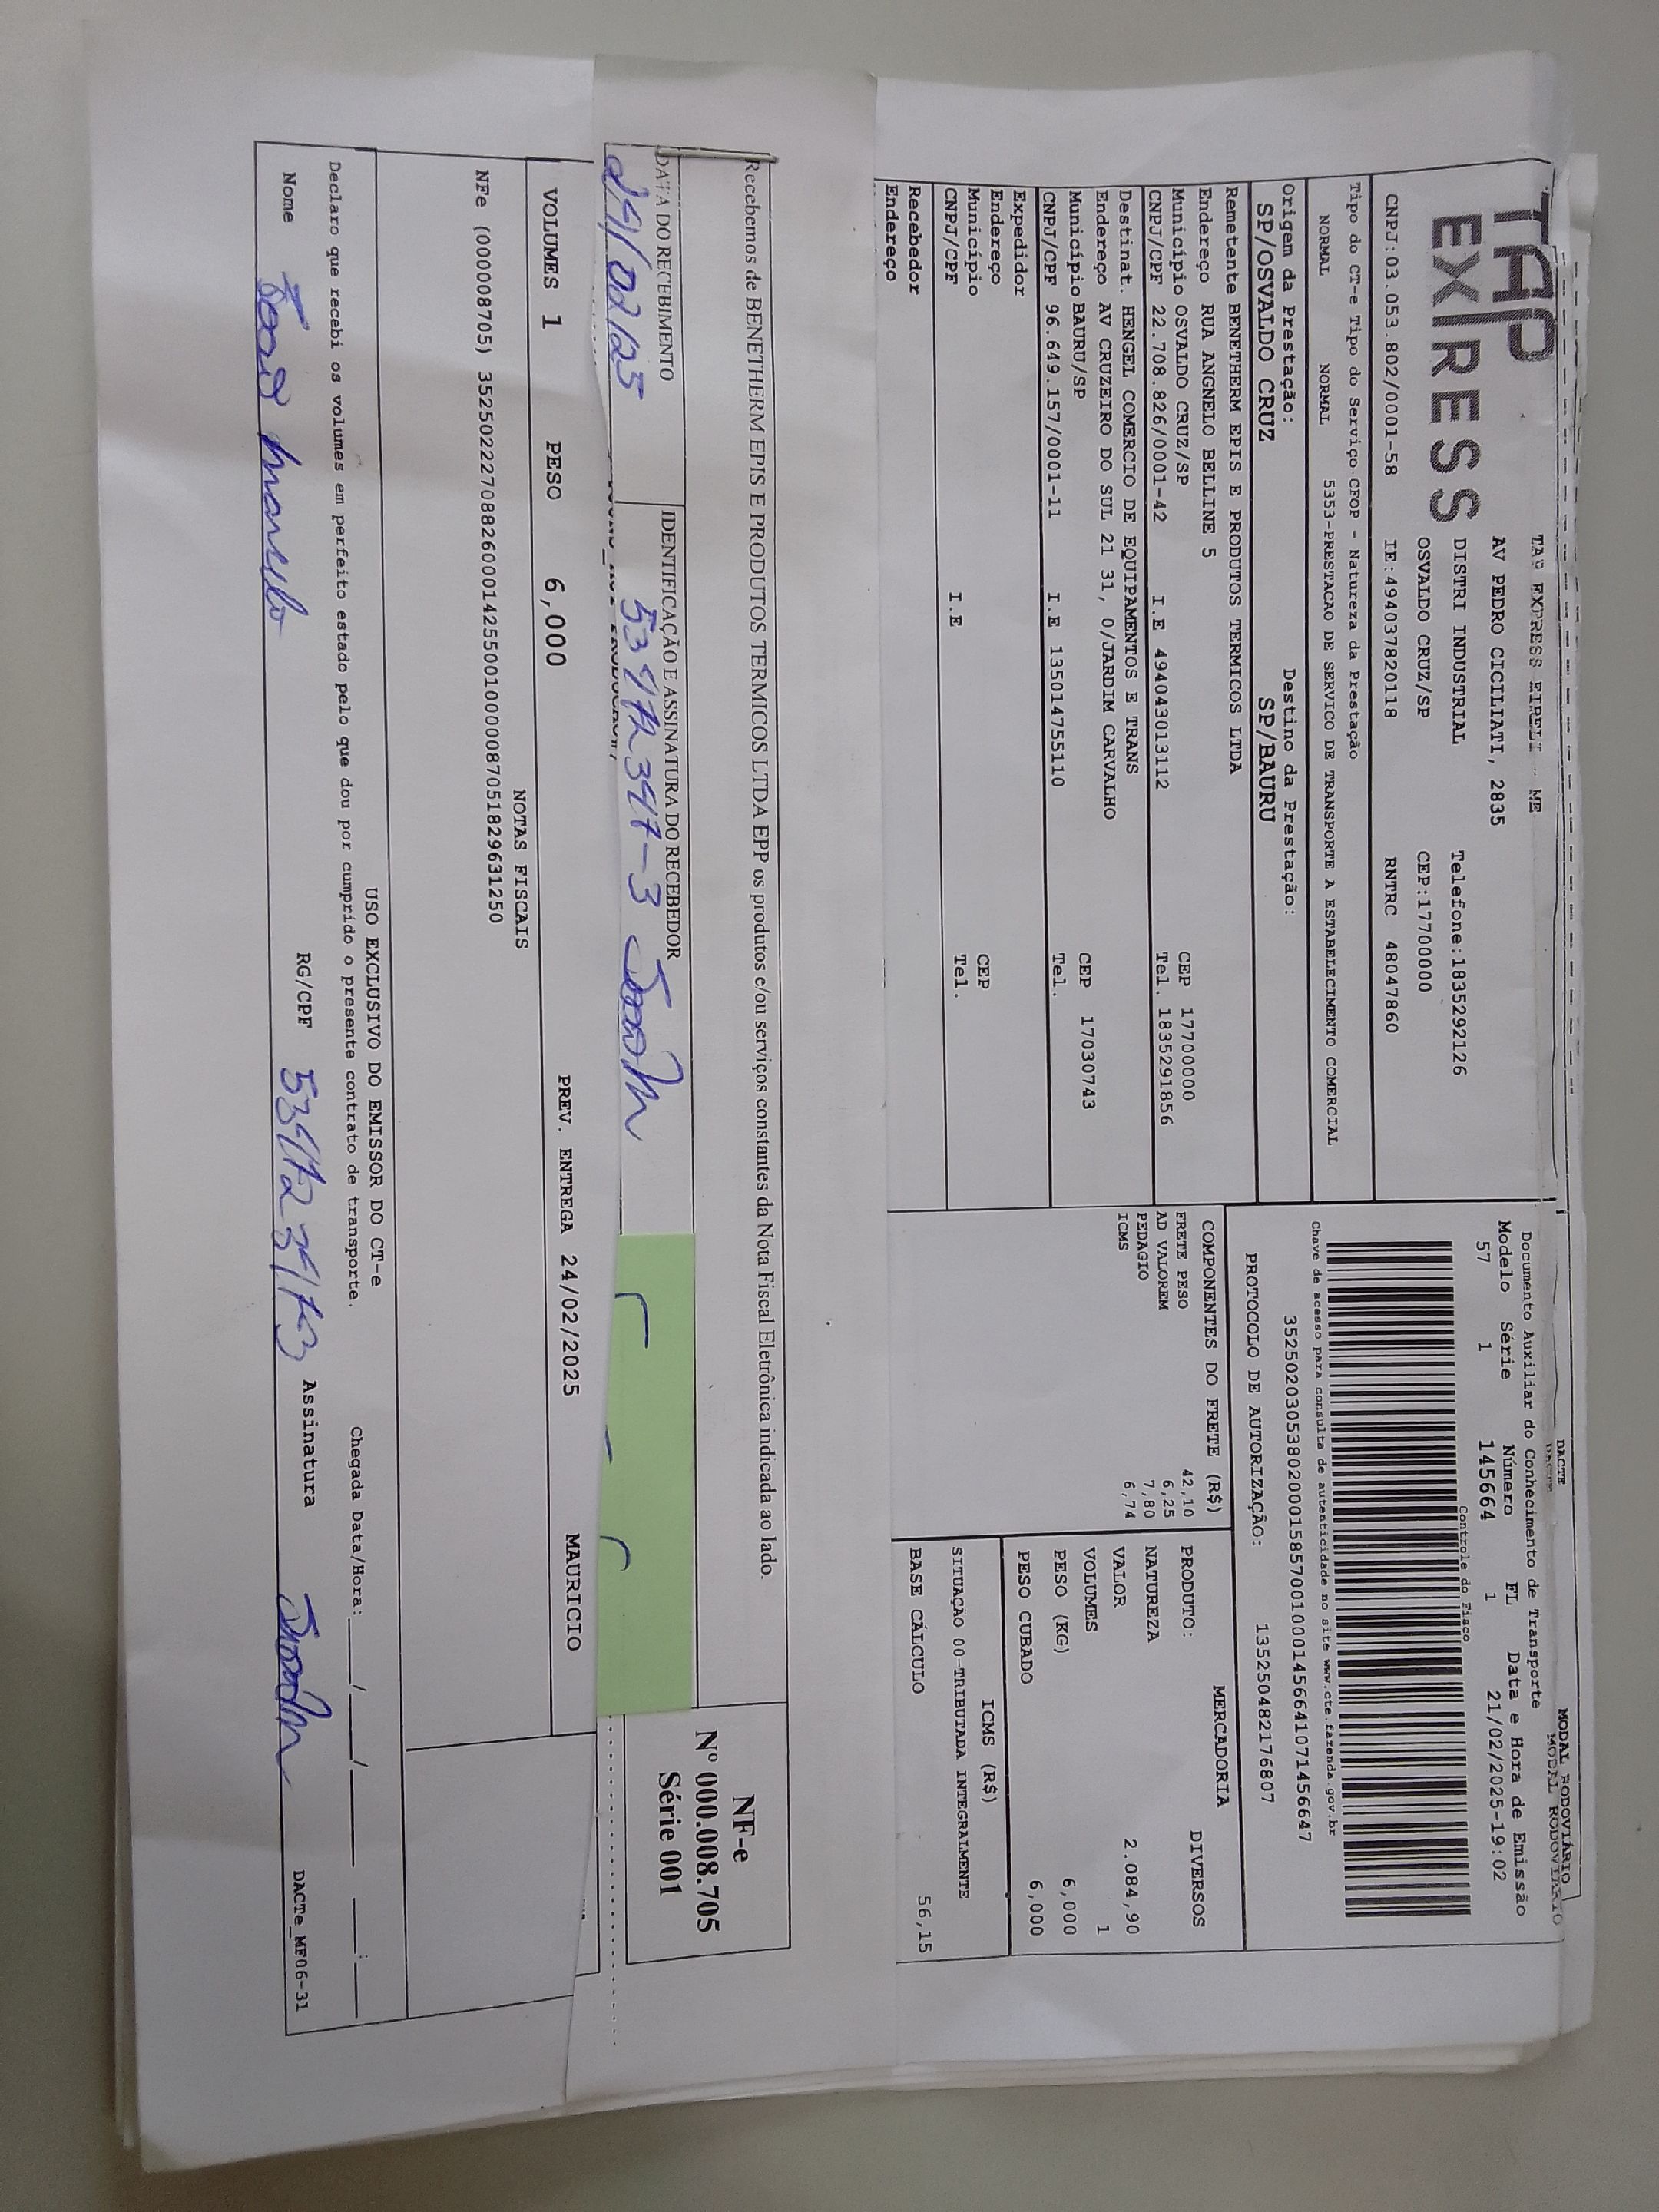 DACTE
MODAL RODOVIÁRIO
TAP EXPRESS
TAP EXPRESS EIRELI - ME
AV PEDRO CICILIATI, 2835
DISTRI INDUSTRIAL Telefone:1835292126
OSVALDO CRUZ/SP CEP:17700000
CNPJ:03.053.802/0001-58 IE:494037820118 RNTRC 48047860
Documento Auxiliar do Conhecimento de Transporte
Modelo Série Número FL Data e Hora de Emissão
57 1 145664 1 21/02/2025-19:02
Controle do Fisco
Chave de acesso para consulta de autenticidade no site www.cte.fazenda.gov.br
35250203053802000158570010001456641071456647
PROTOCOLO DE AUTORIZAÇÃO: 135250482176807
Tipo do CT-e Tipo do Serviço CFOP - Natureza da Prestação
NORMAL NORMAL 5353-PRESTACAO DE SERVICO DE TRANSPORTE A ESTABELECIMENTO COMERCIAL
Origem da Prestação: Destino da Prestação:
SP/OSVALDO CRUZ SP/BAURU
Remetente BENETHERM EPIS E PRODUTOS TERMICOS LTDA
Endereço RUA ANGNELO BELLINE 5
Município OSVALDO CRUZ/SP CEP 17700000
CNPJ/CPF 22.708.826/0001-42 I.E 494043013112 Tel. 1835291856
Destinat. HENGEL COMERCIO DE EQUIPAMENTOS E TRANS
Endereço AV CRUZEIRO DO SUL 21 31, 0/JARDIM CARVALHO
Município BAURU/SP CEP 17030743
CNPJ/CPF 96.649.157/0001-11 I.E 135014755110 Tel.
Expedidor
Endereço
Município CEP
CNPJ/CPF I.E Tel.
Recebedor
Endereço
COMPONENTES DO FRETE (R$)
FRETE PESO 42,10
AD VALOREM 6,25
PEDAGIO 7,80
ICMS 6,74
MERCADORIA
PRODUTO: DIVERSOS
NATUREZA
VALOR 2.084,90
VOLUMES 1
PESO (KG) 6,000
PESO CUBADO 6,000
ICMS (R$)
SITUAÇÃO 00-TRIBUTADA INTEGRALMENTE
BASE CÁLCULO 56,15
Recebemos de BENETHERM EPIS E PRODUTOS TERMICOS LTDA EPP os produtos e/ou serviços constantes da Nota Fiscal Eletrônica indicada ao lado.
NF-e
Nº 000.008.705
Série 001
DATA DO RECEBIMENTO IDENTIFICAÇÃO E ASSINATURA DO RECEBEDOR
24/02/25
VOLUMES 1 PESO 6,000 PREV. ENTREGA 24/02/2025 MAURICIO
NOTAS FISCAIS
NFe (000008705) 35250222708826000142550010000087051829631250
USO EXCLUSIVO DO EMISSOR DO CT-e
Declaro que recebi os volumes em perfeito estado pelo que dou por cumprido o presente contrato de transporte. Chegada Data/Hora: ___/___/___ __:__
Nome João RG/CPF Assinatura
DACTe_MF06-31